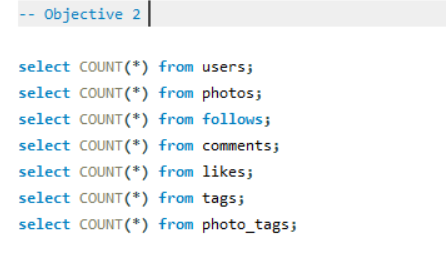 -- Objective 2
select COUNT(*) from users;
select COUNT(*) from photos;
select COUNT(*) from follows;
select COUNT(*) from comments;
select COUNT(*) from likes;
select COUNT(*) from tags;
select COUNT(*) from photo_tags;